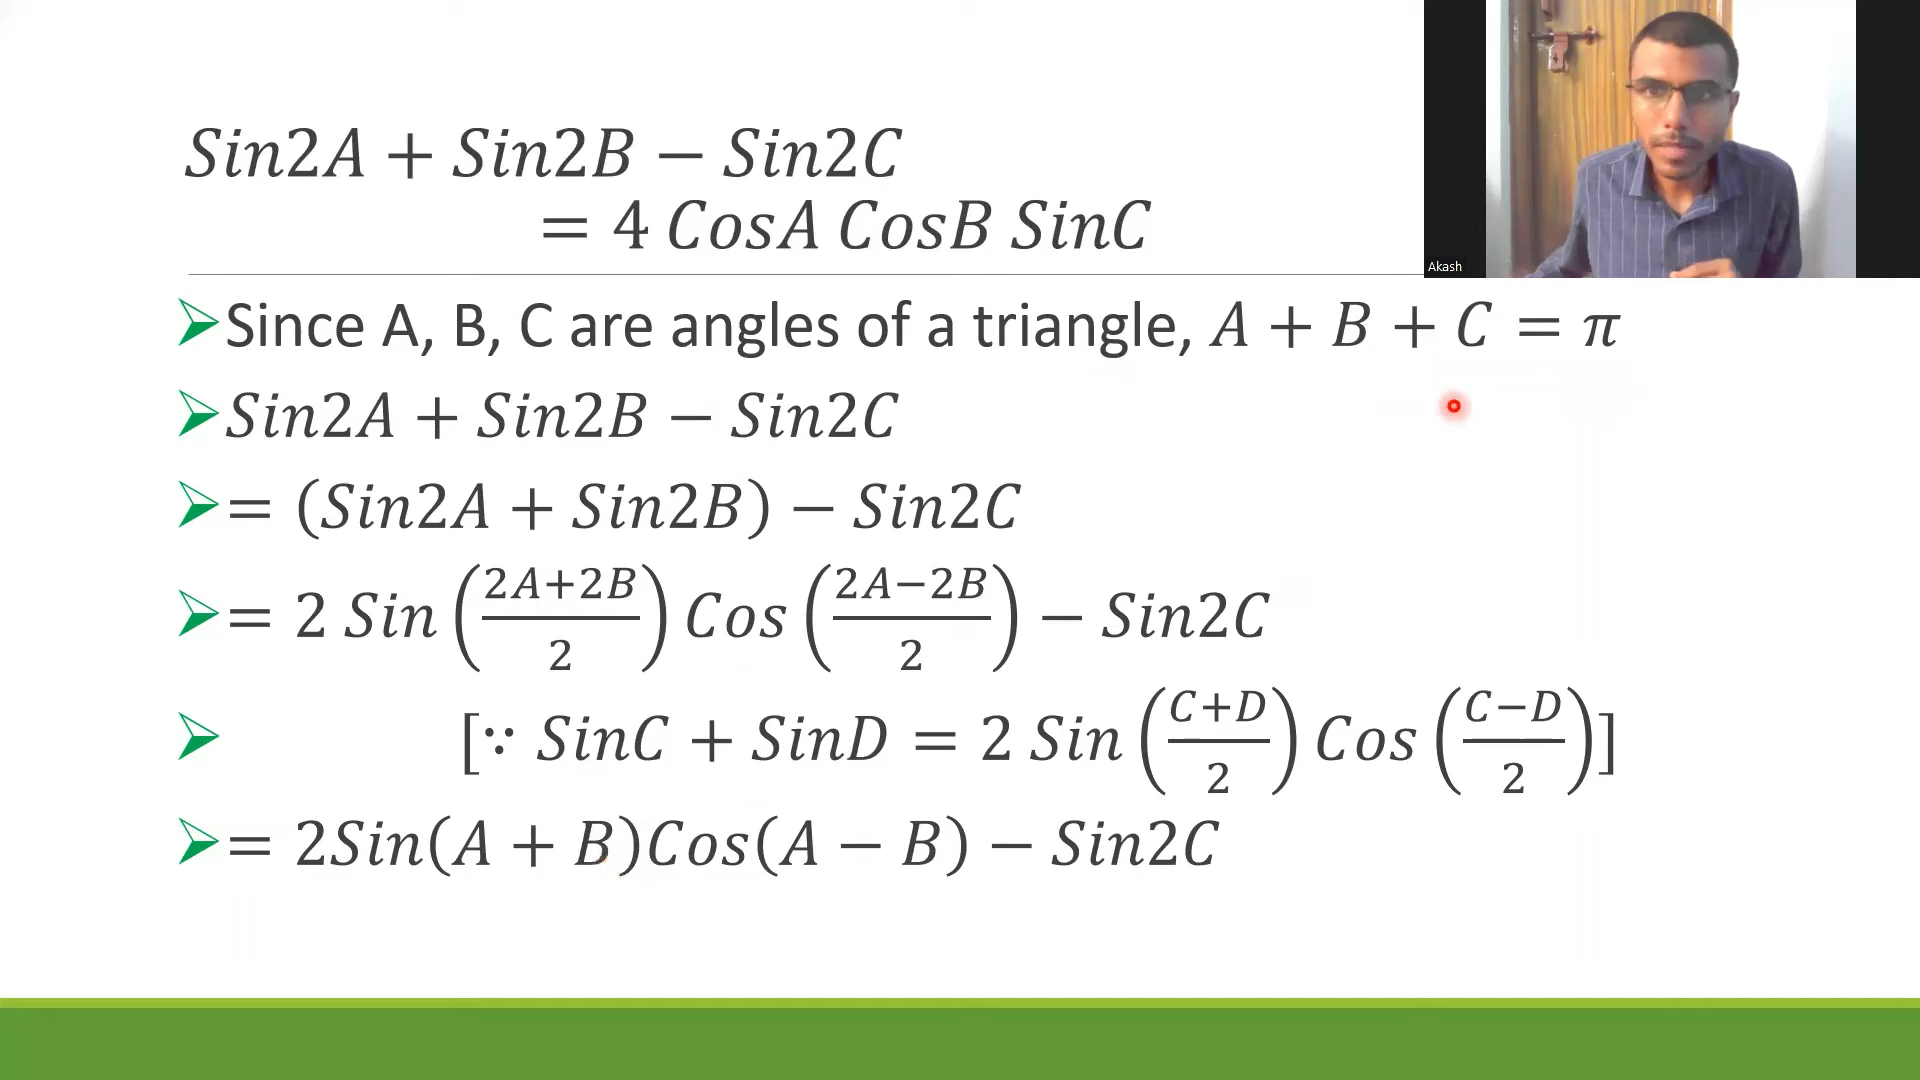 Sin2A + Sin2B − Sin2C
= 4 CosA CosB SinC
Akash
➢Since A, B, C are angles of a triangle, A + B + C = π
➢Sin2A + Sin2B − Sin2C
➢= (Sin2A + Sin2B) − Sin2C
➢= 2 Sin ((2A+2B)/2) Cos ((2A−2B)/2) − Sin2C
➢ [∵ SinC + SinD = 2 Sin ((C+D)/2) Cos ((C−D)/2)]
➢= 2Sin(A + B)Cos(A − B) − Sin2C